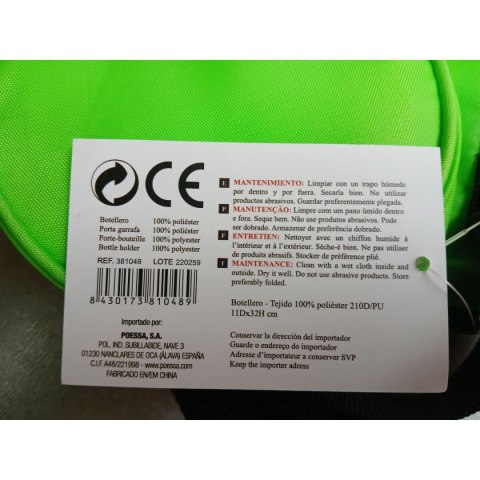 CE
Botellero 100% poliéster
Porta garrafa 100% poliéster
Porte-bouteille 100% polyester
Bottle holder 100% polyester
REF. 381048 LOTE 220259
8 430173 810489
Importado por:
POESSA, S.A.
POL. IND. SUBILLABIDE, NAVE 3
01230 NANCLARES DE OCA (ÁLAVA) ESPAÑA
C.I.F. A48/221998 - www.poessa.com
FABRICADO EN/EM CHINA
E MANTENIMIENTO: Limpiar con un trapo húmedo
por dentro y por fuera. Secarla bien. No utilizar
productos abrasivos. Guardar preferentemente plegada.
P MANUTENÇÃO: Limpre com um pano úmido dentro
e fora. Seque bem. Não use produtos abrasivos. Pode
ser dobrado. Armazenar de preferência dobrado.
F ENTRETIEN: Nettoyer avec un chiffon humide à
l'intérieur et à l'extérieur. Sèche-è bien. Ne pas utiliser
de produits abrasifs. Stocker de préférence plié.
I MAINTENANCE: Clean with a wet cloth inside and
outside. Dry it well. Do not use abrasive products. Store
preferably folded.
Botellero - Tejido 100% poliéster 210D/PU
11Dx32H cm
Conservar la dirección del importador
Guarde o endereço do importador
Adresse d'importateur a conserver SVP
Keep the importer adress